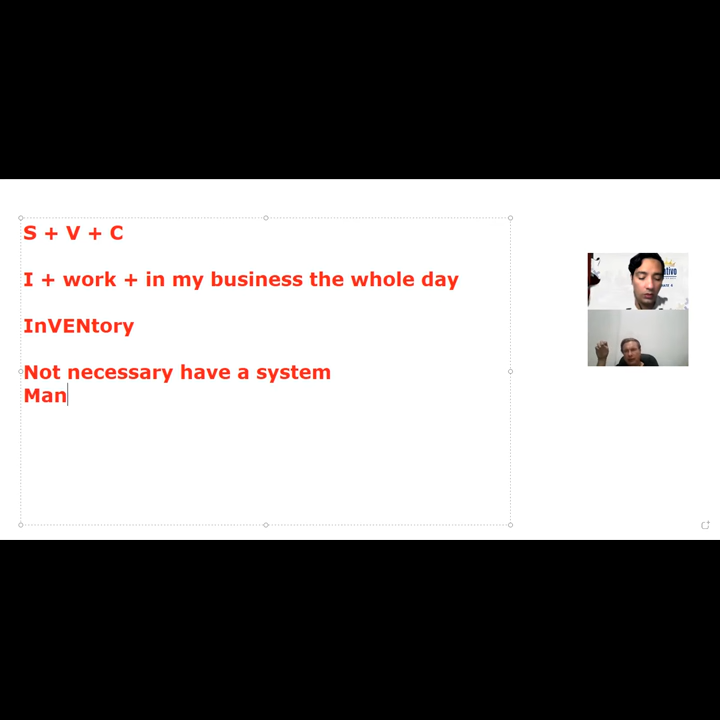 S + V + C
I + work + in my business the whole day
InVENtory
Not necessary have a system
Man